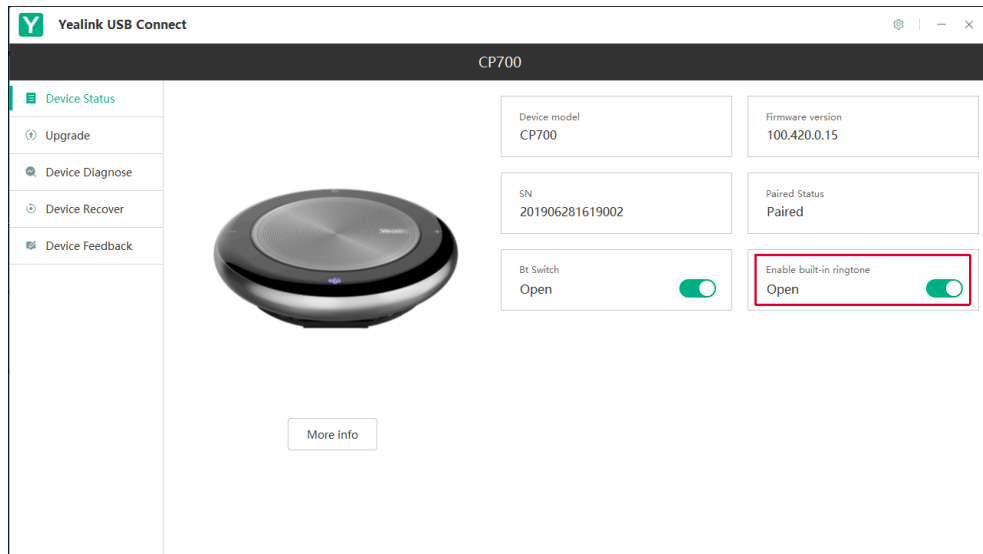 Y Yealink USB Connect
CP700
Device Status
Upgrade
Device Diagnose
Device Recover
Device Feedback
Yealink
More info
Device model
CP700
Firmware version
100.420.0.15
SN
201906281619002
Paired Status
Paired
Bt Switch
Open
Enable built-in ringtone
Open